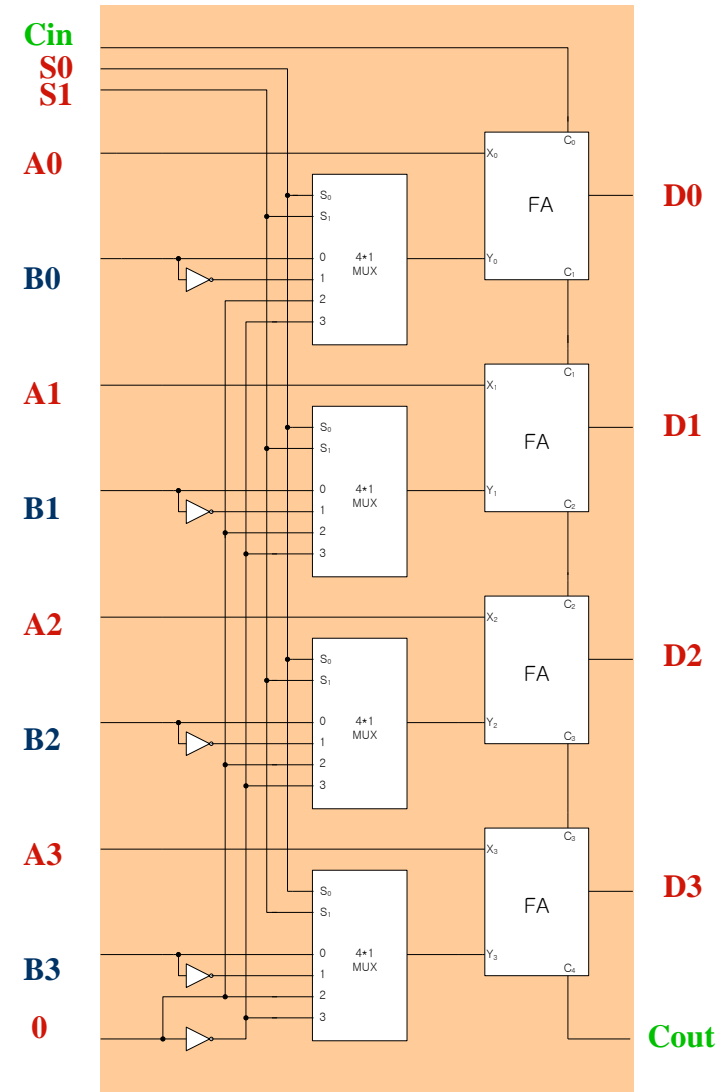 Cin
S0
S1
C₀
A0
X₀
S₀
FA
D0
S₁
B0
0
4*1
MUX
Y₀
1
C₁
2
3
C₁
A1
X₁
S₀
FA
D1
S₁
B1
0
4*1
MUX
Y₁
1
C₂
2
3
C₂
A2
X₂
S₀
FA
D2
S₁
B2
0
4*1
MUX
Y₂
1
C₃
2
3
C₃
A3
X₃
S₀
FA
D3
S₁
B3
0
4*1
MUX
Y₃
1
C₄
2
3
0
Cout